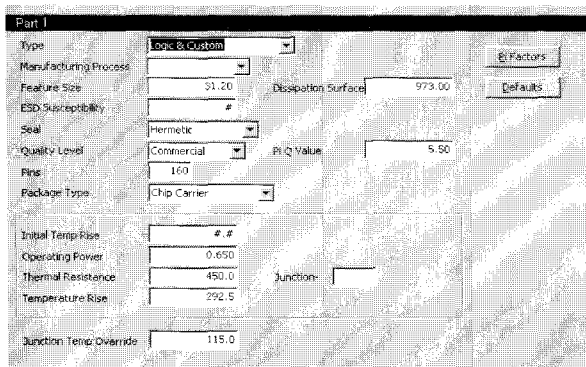 Part 1
Type Logic & Custom
Pi Factors
Manufacturing Process
Feature Size $1.20 Dissipation Surface 973.00 Defaults
ESD Susceptibility #
Seal Hermetic
Quality Level Commercial Pi Q Value 5.50
Pins 160
Package Type Chip Carrier
Initial Temp Rise #.#
Operating Power 0.650
Thermal Resistance 450.0 Junction-
Temperature Rise 292.5
Junction Temp Override 115.0